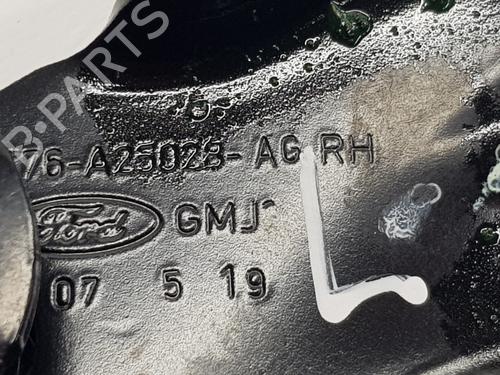 B-PARTS
76-A25028-AG RH
Ford
GMJ
07 5 19
L